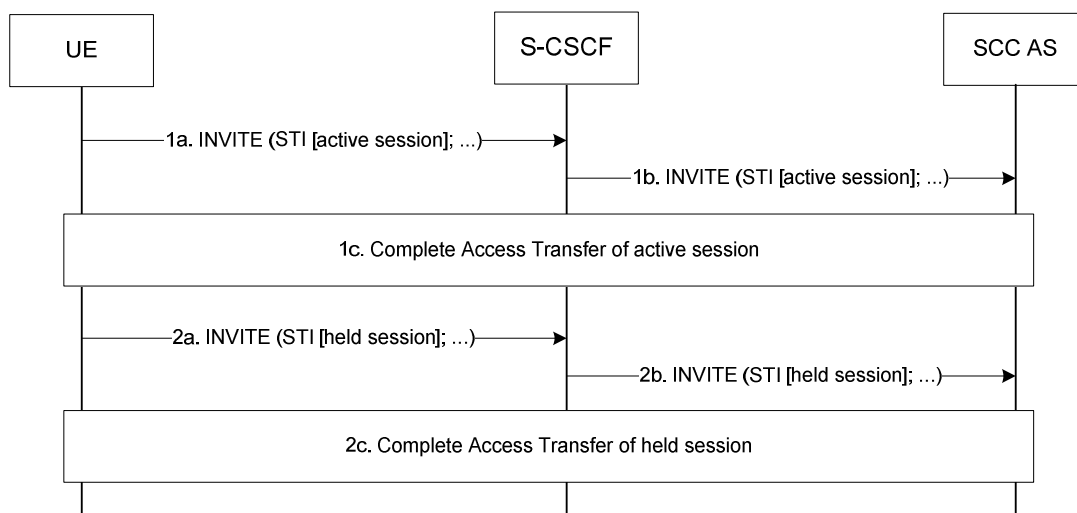 UE
S-CSCF
SCC AS
1a. INVITE (STI [active session]; ...)
1b. INVITE (STI [active session]; ...)
1c. Complete Access Transfer of active session
2a. INVITE (STI [held session]; ...)
2b. INVITE (STI [held session]; ...)
2c. Complete Access Transfer of held session